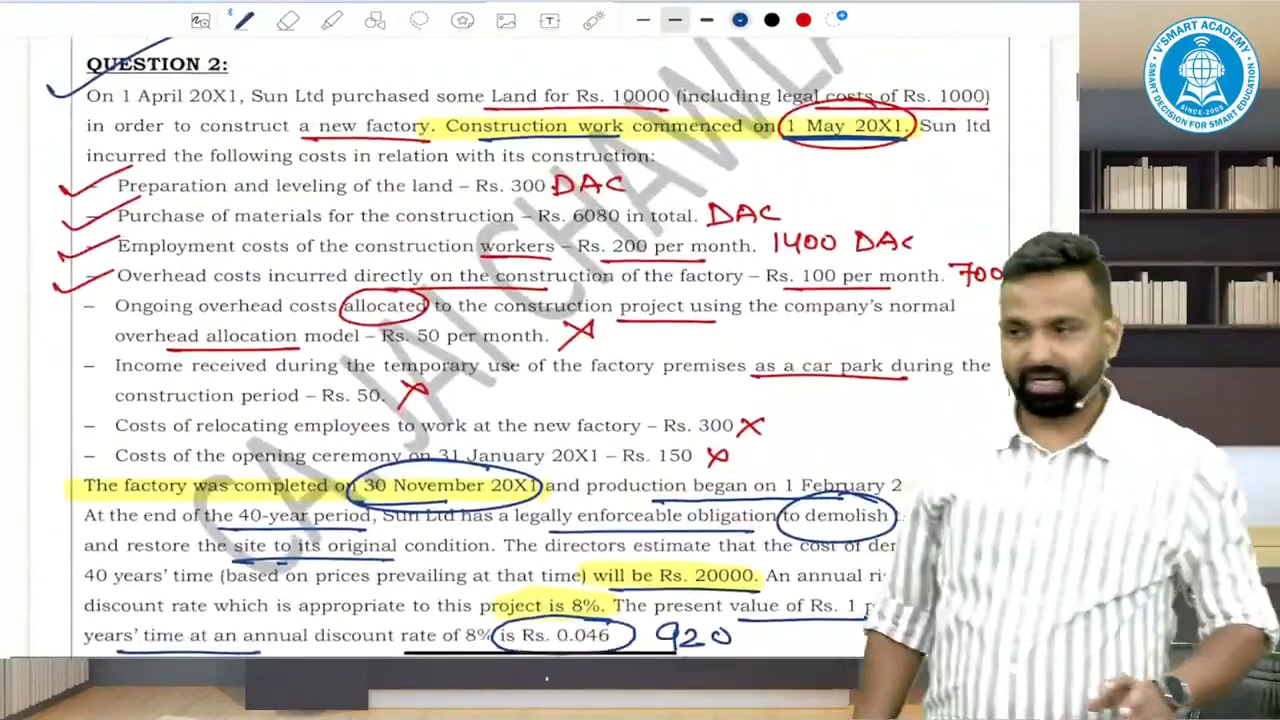 QUESTION 2:
On 1 April 20X1, Sun Ltd purchased some Land for Rs. 10000 (including legal costs of Rs. 1000)
in order to construct a new factory. Construction work commenced on 1 May 20X1. Sun ltd
incurred the following costs in relation with its construction:
– Preparation and leveling of the land – Rs. 300 DAC
– Purchase of materials for the construction – Rs. 6080 in total. DAC
– Employment costs of the construction workers – Rs. 200 per month. 1400 DAC
– Overhead costs incurred directly on the construction of the factory – Rs. 100 per month. 700
– Ongoing overhead costs allocated to the construction project using the company's normal
overhead allocation model – Rs. 50 per month. X
– Income received during the temporary use of the factory premises as a car park during the
construction period – Rs. 50. X
– Costs of relocating employees to work at the new factory – Rs. 300 X
– Costs of the opening ceremony on 31 January 20X1 – Rs. 150 X
The factory was completed on 30 November 20X1 and production began on 1 February 2
At the end of the 40-year period, Sun Ltd has a legally enforceable obligation to demolish
and restore the site to its original condition. The directors estimate that the cost of
40 years' time (based on prices prevailing at that time) will be Rs. 20000. An annual
discount rate which is appropriate to this project is 8%. The present value of Rs. 1
years' time at an annual discount rate of 8% is Rs. 0.046 920
CA JAI CHAWLA
V'SMART ACADEMY
SMART DECISION FOR SMART EDUCATION
SINCE-2005